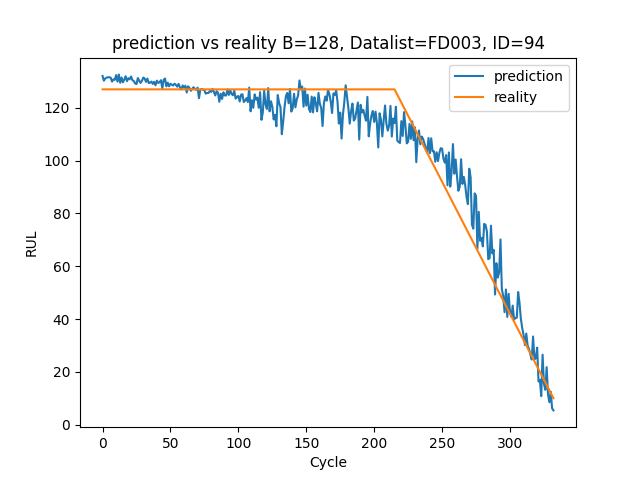 prediction vs reality B=128, Datalist=FD003, ID=94
prediction
reality
RUL
120
100
80
60
40
20
0
0 50 100 150 200 250 300
Cycle